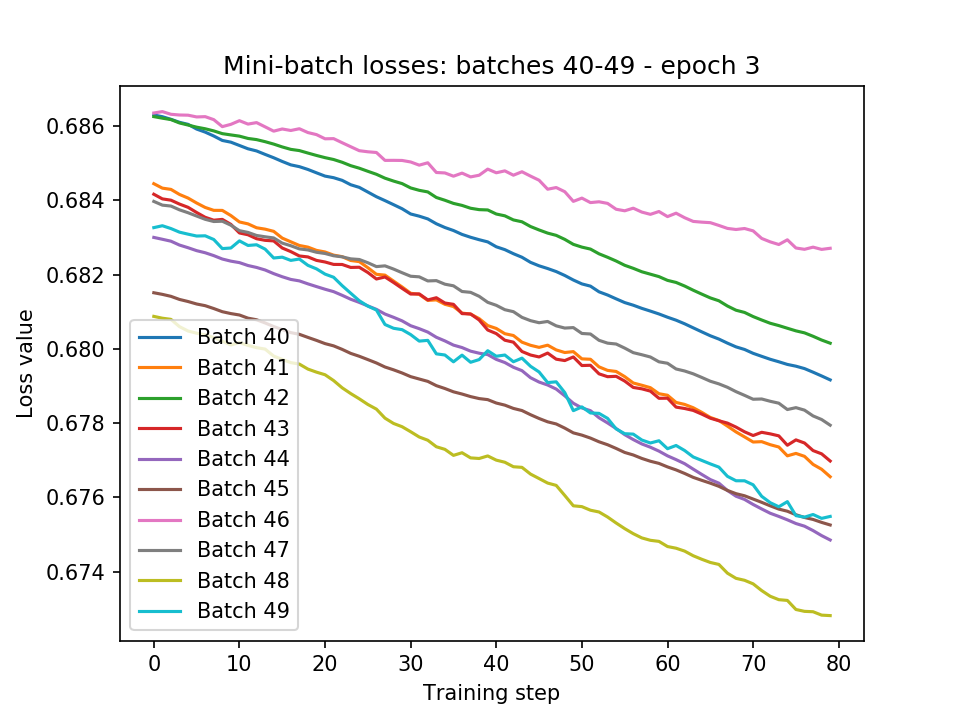 Mini-batch losses: batches 40-49 - epoch 3
Loss value
0.686
0.684
0.682
0.680
0.678
0.676
0.674
Batch 40
Batch 41
Batch 42
Batch 43
Batch 44
Batch 45
Batch 46
Batch 47
Batch 48
Batch 49
0 10 20 30 40 50 60 70 80
Training step